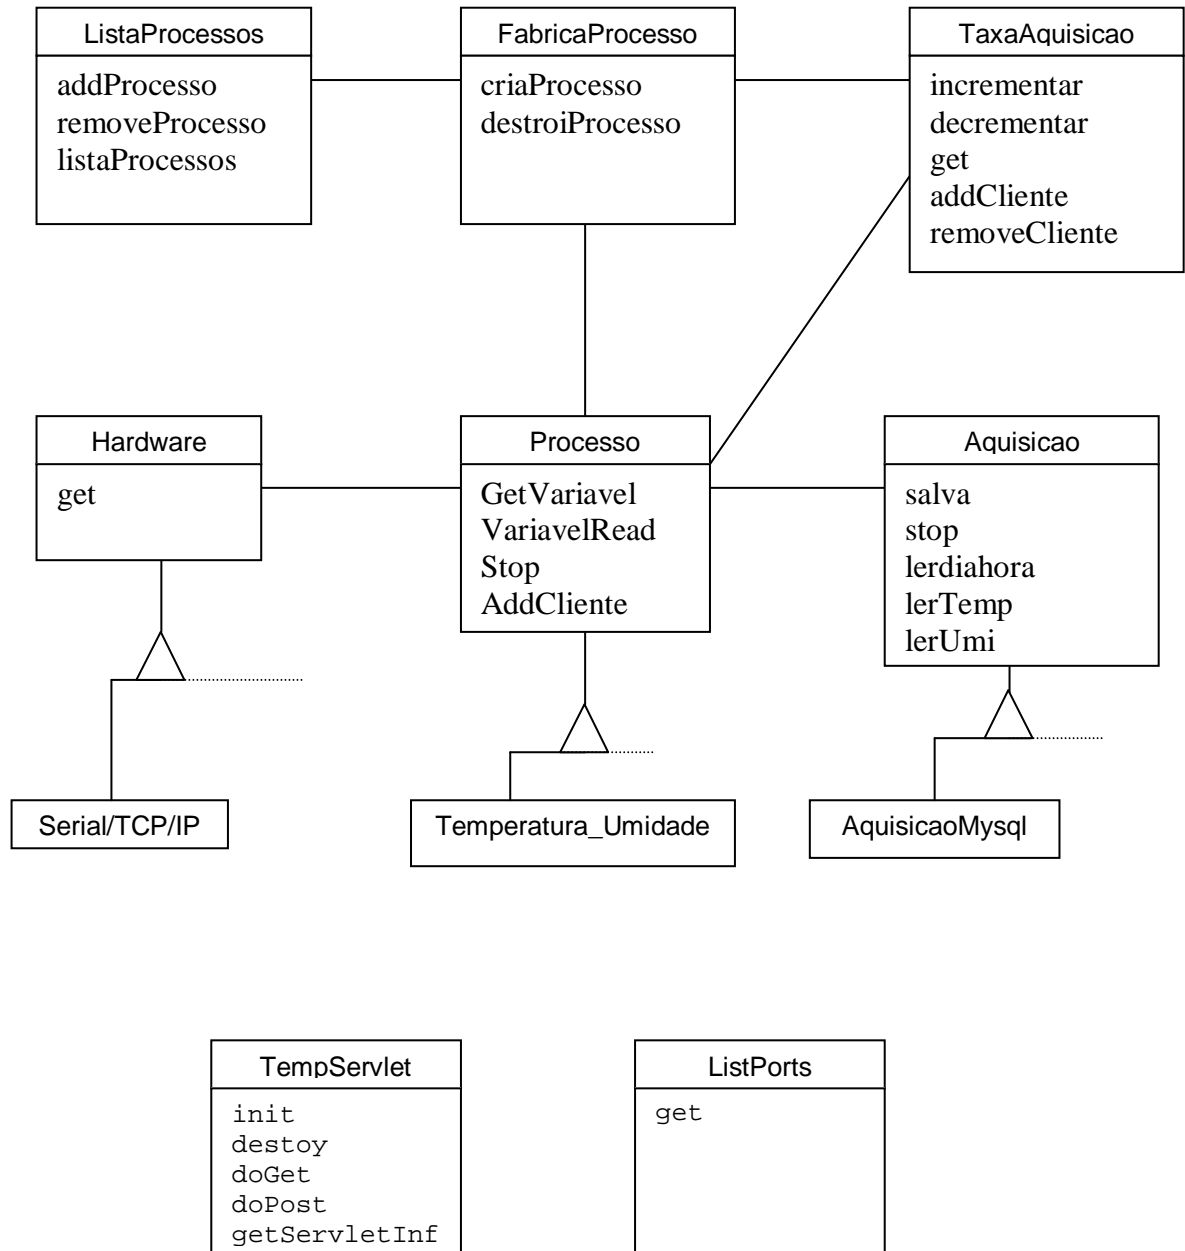 ListaProcessos
addProcesso
removeProcesso
listaProcessos
FabricaProcesso
criaProcesso
destroiProcesso
TaxaAquisicao
incrementar
decrementar
get
addCliente
removeCliente
Hardware
get
Processo
GetVariavel
VariavelRead
Stop
AddCliente
Aquisicao
salva
stop
lerdiahora
lerTemp
lerUmi
Serial/TCP/IP
Temperatura_Umidade
AquisicaoMysql
TempServlet
init
destoy
doGet
doPost
getServletInf
ListPorts
get